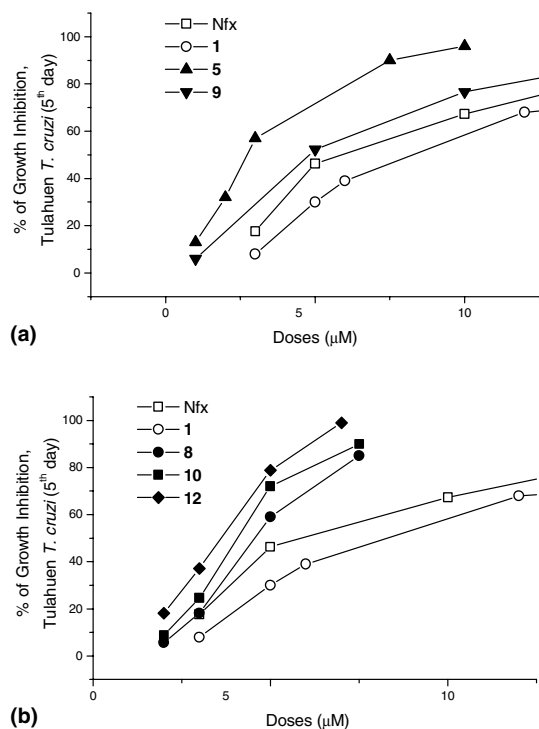 100
80
60
40
20
0
% of Growth Inhibition,
Tulahuen T. cruzi (5th day)
Nfx
1
5
9
0 5 10
Doses (μM)
(a)
100
80
60
40
20
0
% of Growth Inhibition,
Tulahuen T. cruzi (5th day)
Nfx
1
8
10
12
0 5 10
Doses (μM)
(b)